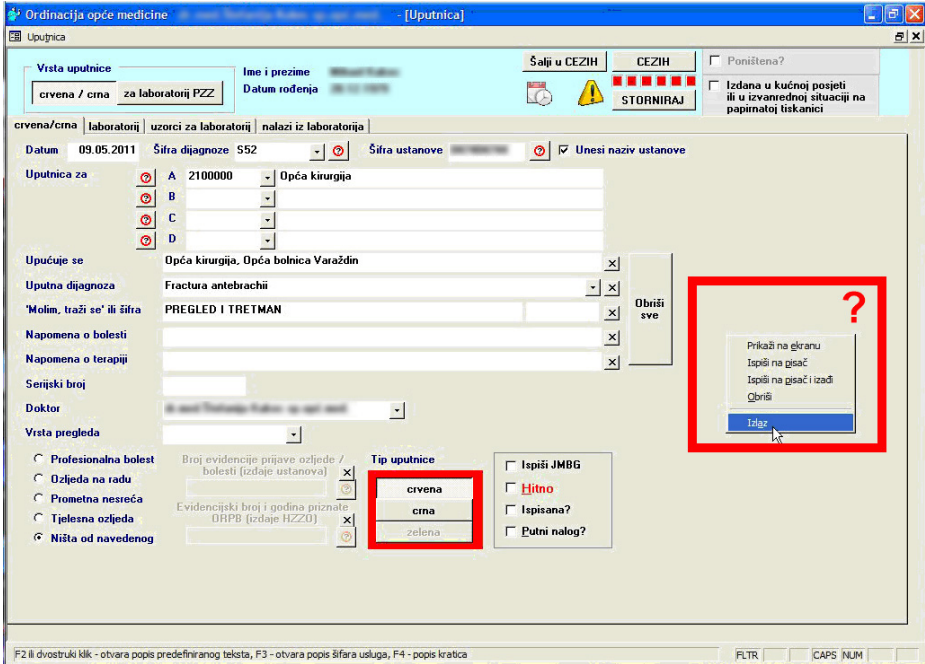 Ordinacija opće medicine - [Uputnica]
Uputnica
Vrsta uputnice
crvena / crna za laboratorij PZZ
Ime i prezime
Datum rođenja
Šalji u CEZIH CEZIH
STORNIRAJ
Poništena?
Izdana u kućnoj posjeti
ili u izvanrednoj situaciji na
papirnatoj tiskanici
crvena/crna laboratorij uzorci za laboratorij nalazi iz laboratorija
Datum 09.05.2011 Šifra dijagnoze S52 Šifra ustanove Unesi naziv ustanove
Uputnica za A 2100000 Opća kirurgija
B
C
D
Upućuje se Opća kirurgija, Opća bolnica Varaždin
Uputna dijagnoza Fractura antebrachii
'Molim, traži se' ili šifra PREGLED I TRETMAN
Napomena o bolesti
Napomena o terapiji
Obriši
sve
Serijski broj
Doktor
Vrsta pregleda
?
Prikaži na ekranu
Ispiši na pisač
Ispiši na pisač i izađi
Obriši
Izlaz
Profesionalna bolest
Ozljeda na radu
Prometna nesreća
Tjelesna ozljeda
Ništa od navedenog
Broj evidencije prijave ozljede /
bolesti (izdaje ustanova)
Evidencijski broj i godina priznate
ORPB (izdaje HZZO)
Tip uputnice
crvena
crna
zelena
Ispiši JMBG
Hitno
Ispisana?
Putni nalog?
F2 ili dvostruki klik - otvara popis predefiniranog teksta, F3 - otvara popis šifara usluga, F4 - popis kratica FLTR CAPS NUM